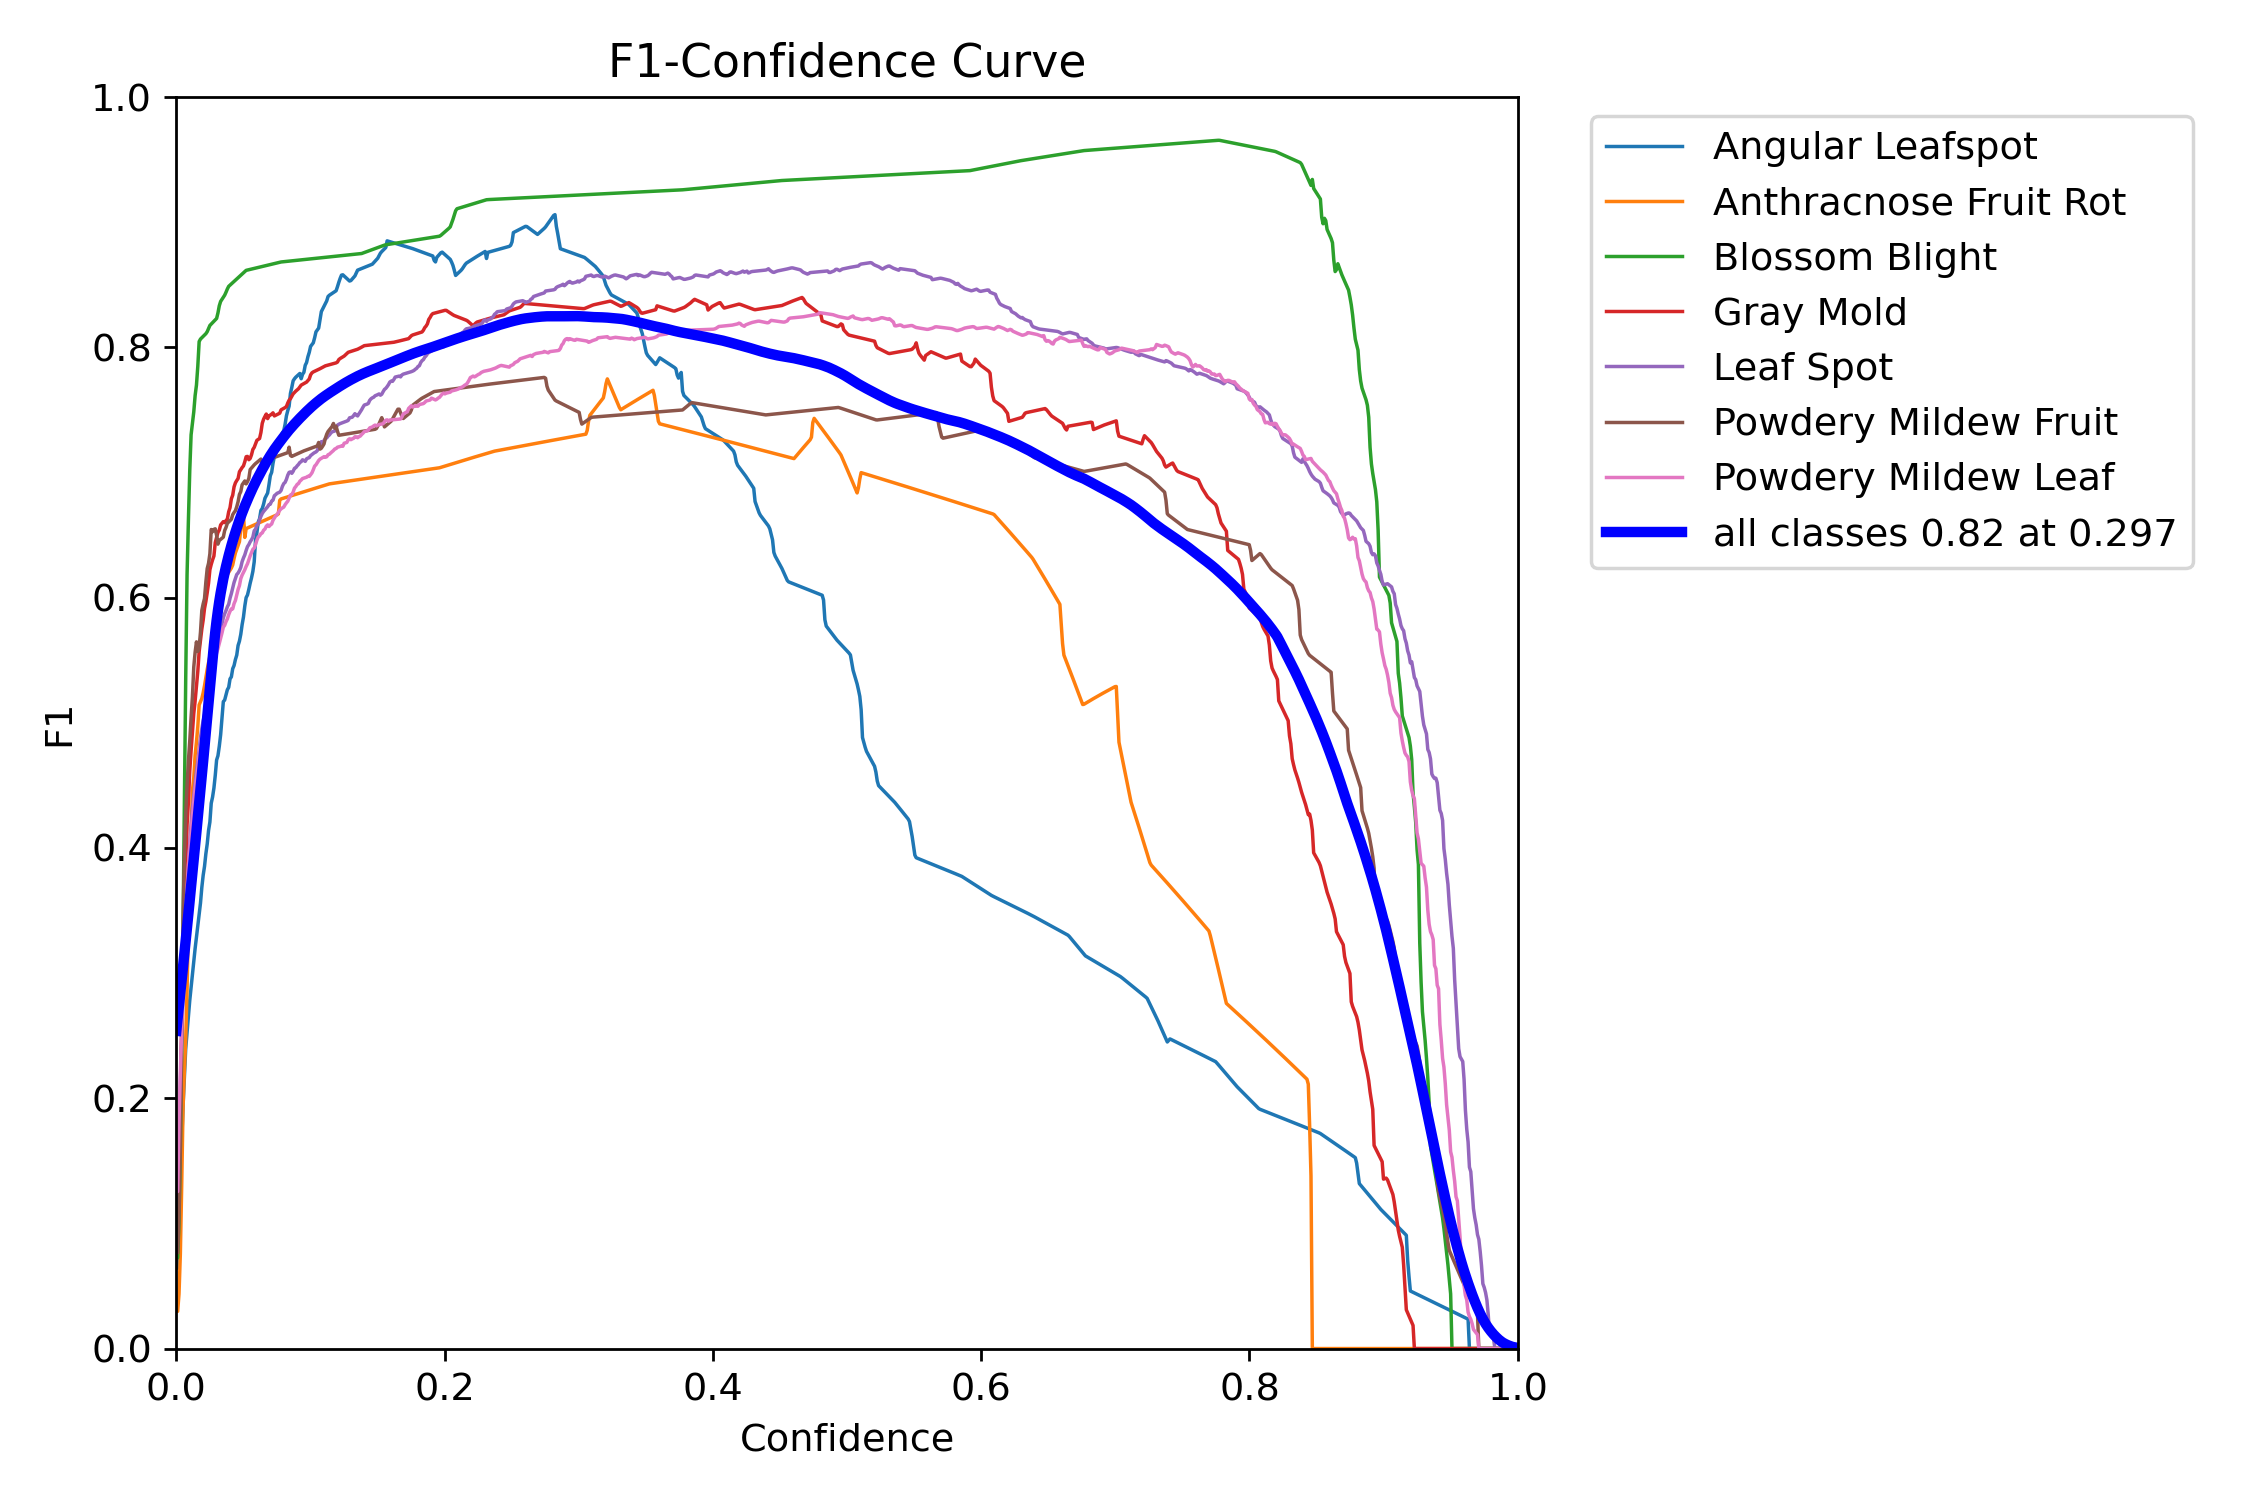 F1-Confidence Curve
1.0
0.8
0.6
0.4
0.2
0.0
F1
0.0 0.2 0.4 0.6 0.8 1.0
Confidence
Angular Leafspot
Anthracnose Fruit Rot
Blossom Blight
Gray Mold
Leaf Spot
Powdery Mildew Fruit
Powdery Mildew Leaf
all classes 0.82 at 0.297